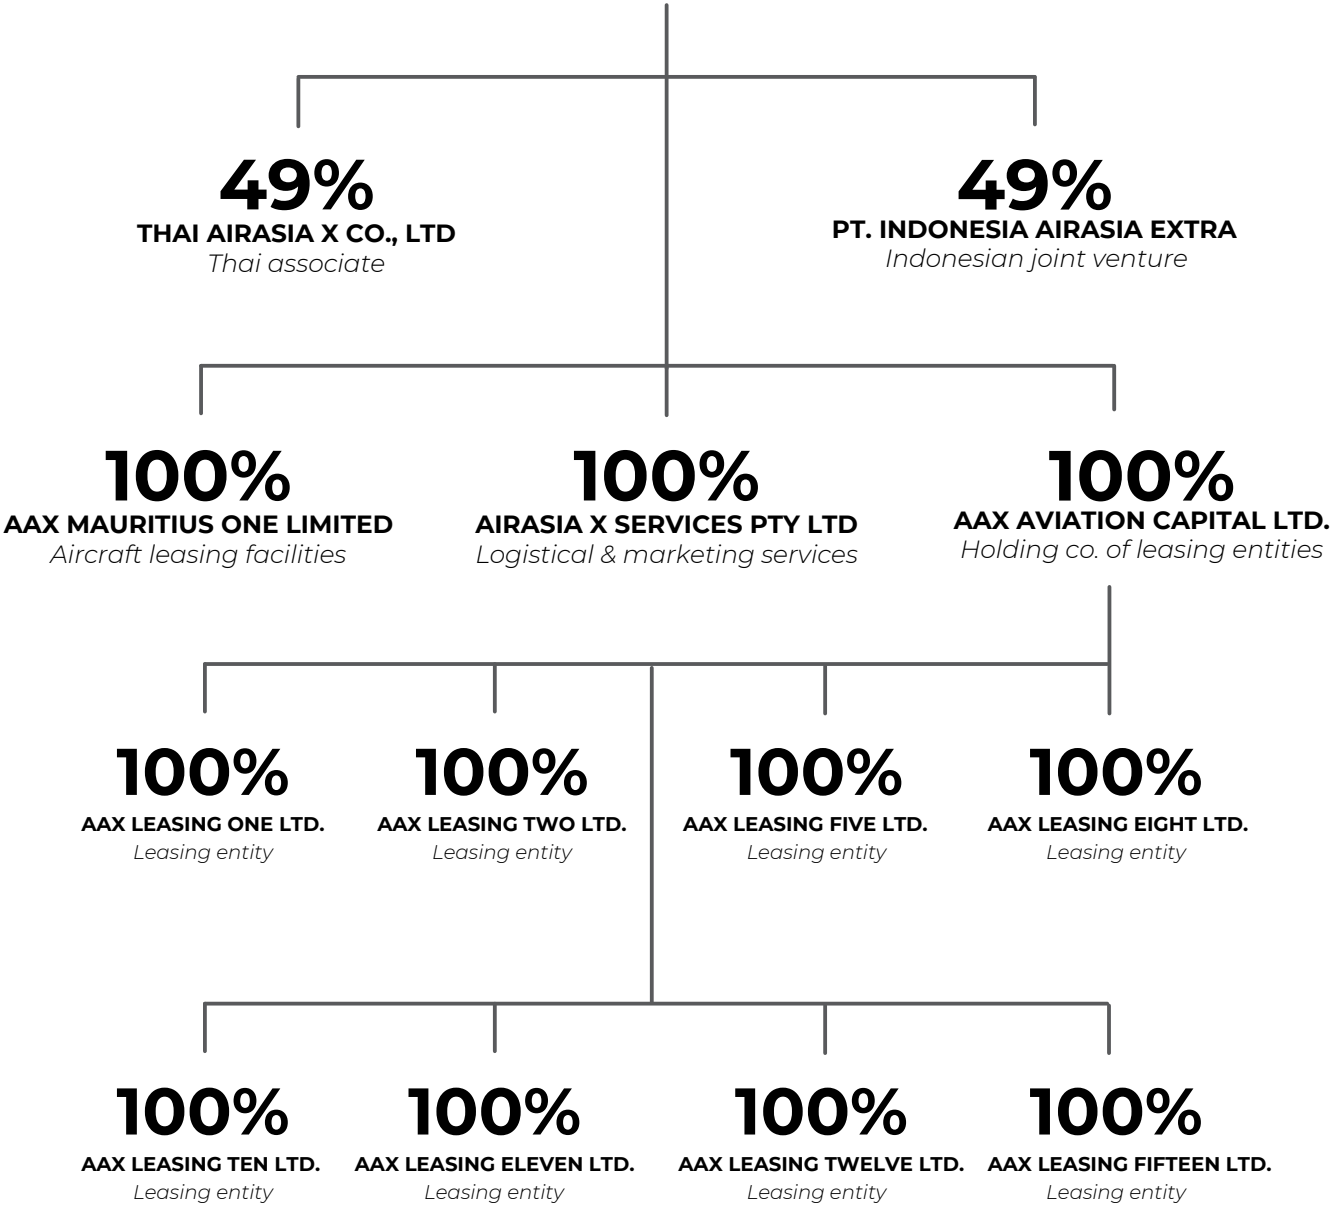 49%
THAI AIRASIA X CO., LTD
Thai associate
49%
PT. INDONESIA AIRASIA EXTRA
Indonesian joint venture
100%
AAX MAURITIUS ONE LIMITED
Aircraft leasing facilities
100%
AIRASIA X SERVICES PTY LTD
Logistical & marketing services
100%
AAX AVIATION CAPITAL LTD.
Holding co. of leasing entities
100%
AAX LEASING ONE LTD.
Leasing entity
100%
AAX LEASING TWO LTD.
Leasing entity
100%
AAX LEASING FIVE LTD.
Leasing entity
100%
AAX LEASING EIGHT LTD.
Leasing entity
100%
AAX LEASING TEN LTD.
Leasing entity
100%
AAX LEASING ELEVEN LTD.
Leasing entity
100%
AAX LEASING TWELVE LTD.
Leasing entity
100%
AAX LEASING FIFTEEN LTD.
Leasing entity